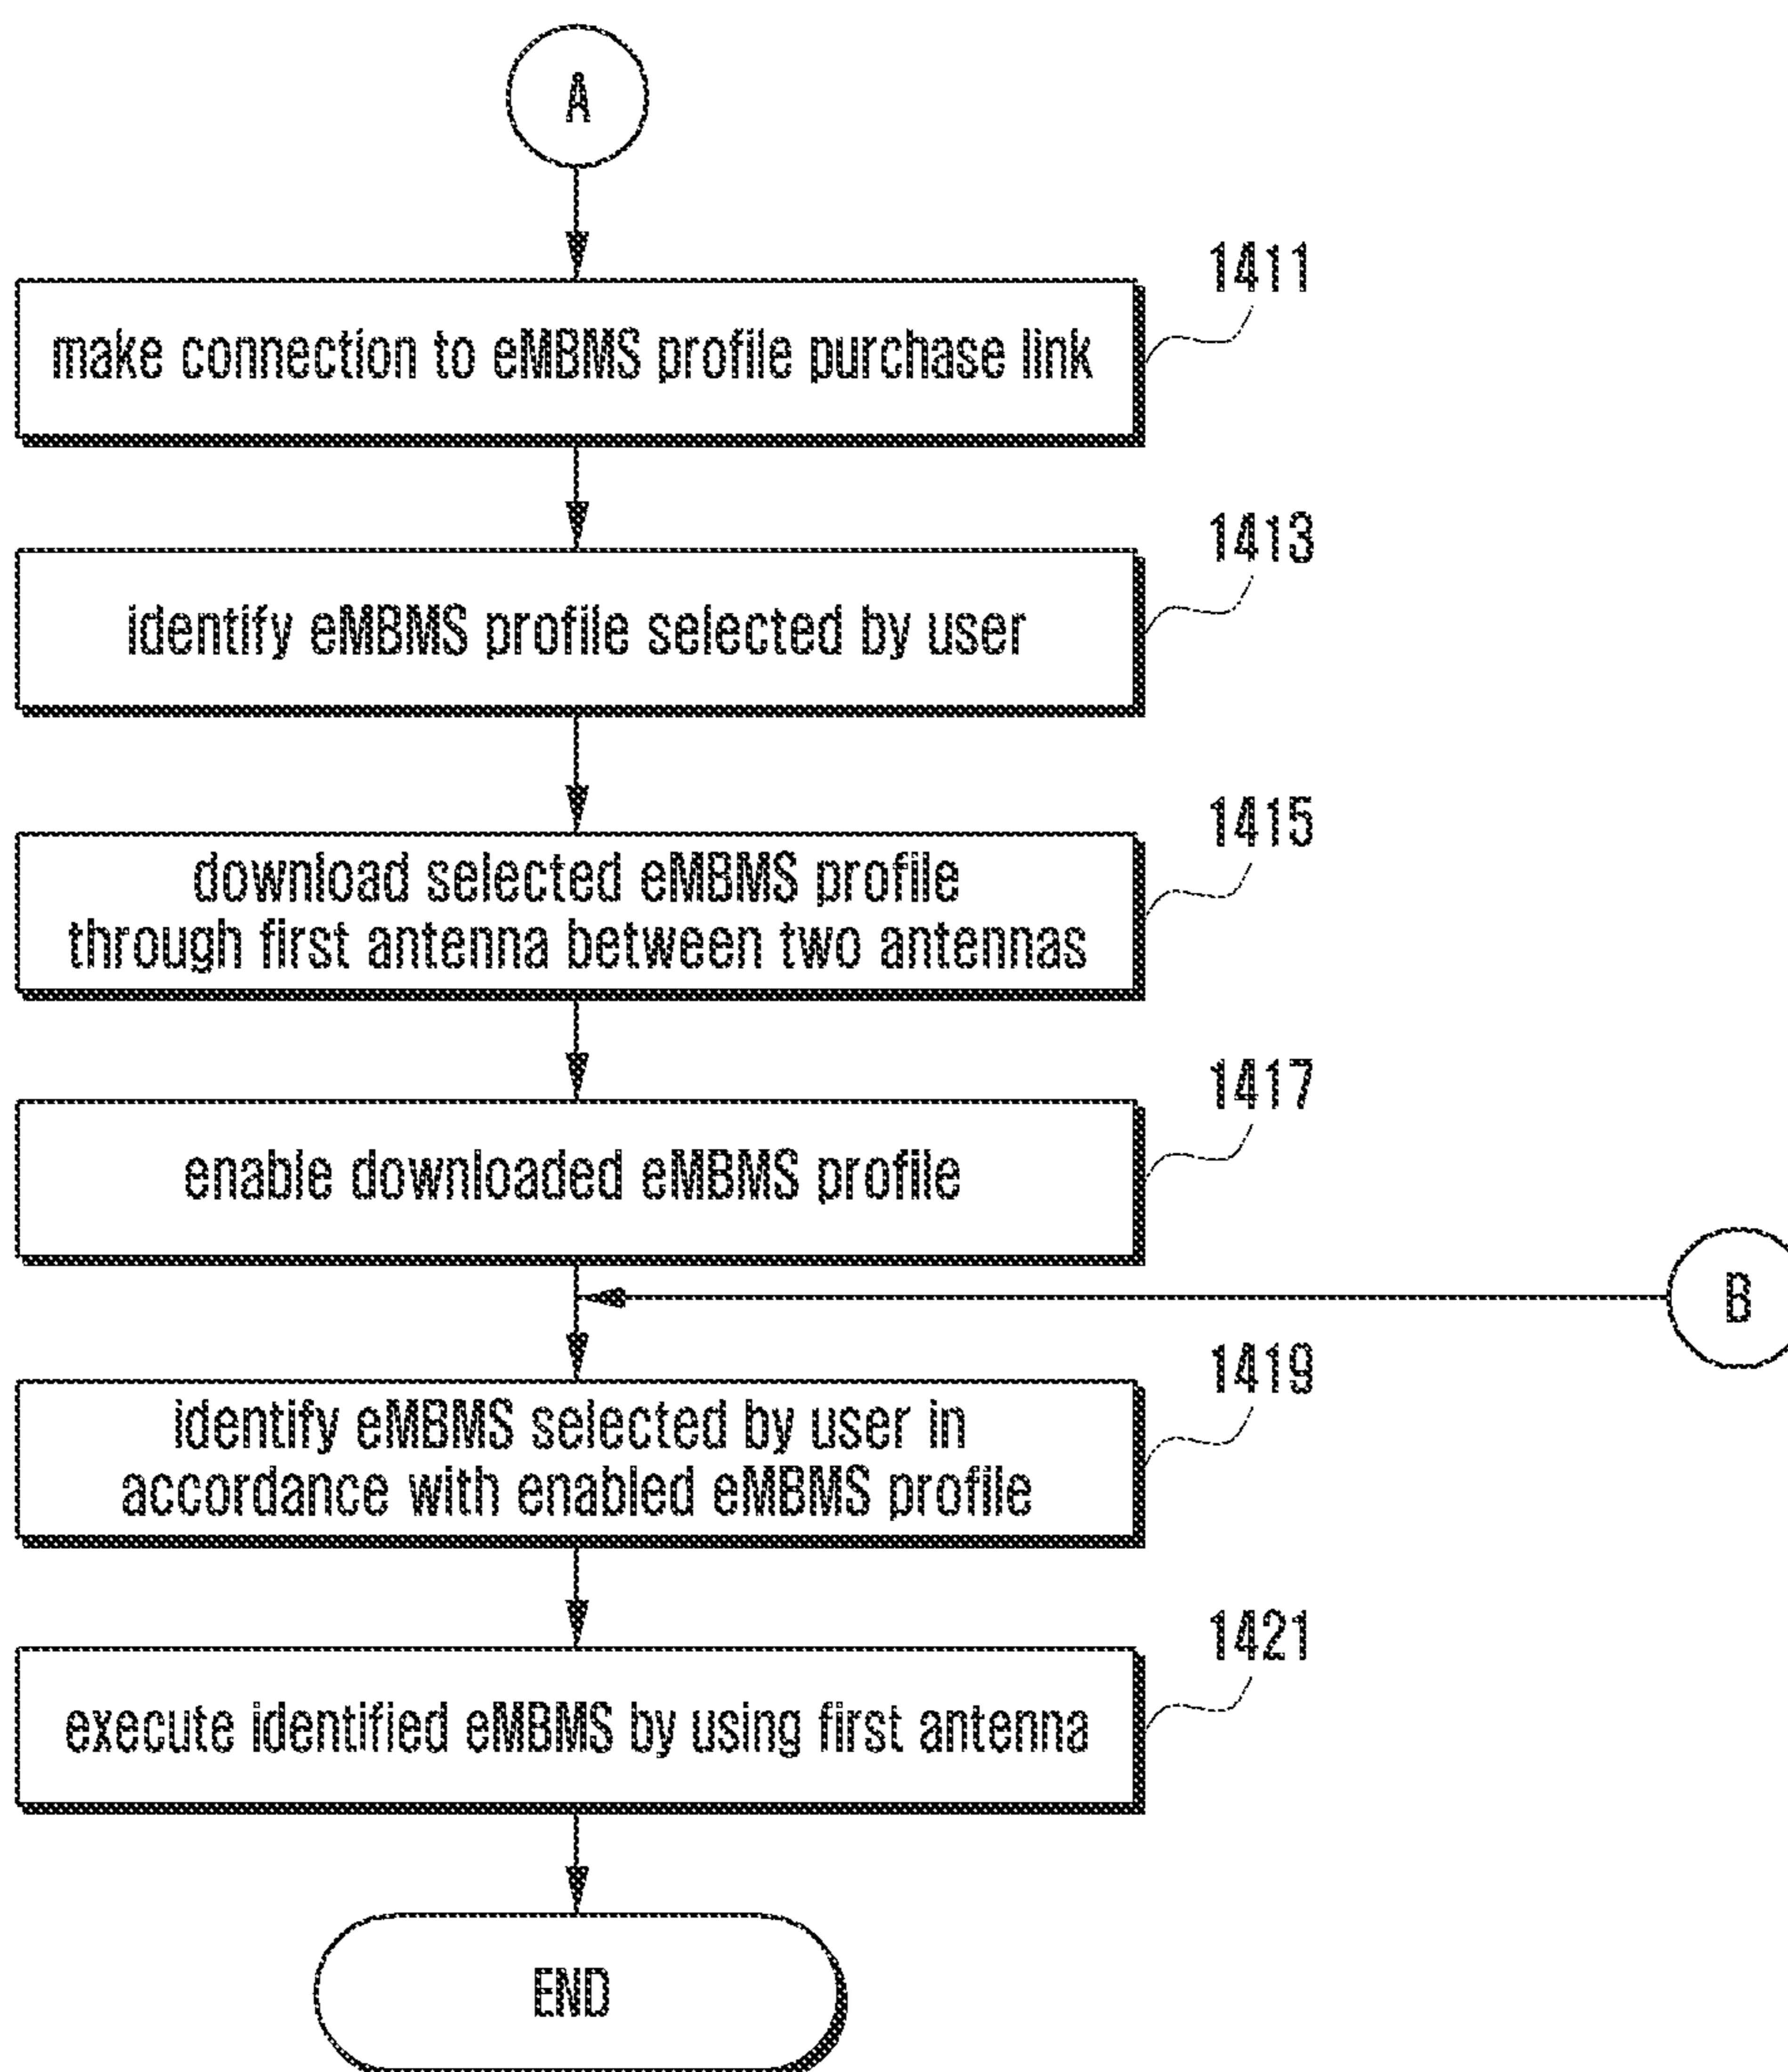 A
1411
make connection to eMBMS profile purchase link
1413
identify eMBMS profile selected by user
1415
download selected eMBMS profile
through first antenna between two antennas
1417
enable downloaded eMBMS profile
B
1419
identify eMBMS selected by user in
accordance with enabled eMBMS profile
1421
execute identified eMBMS by using first antenna
END